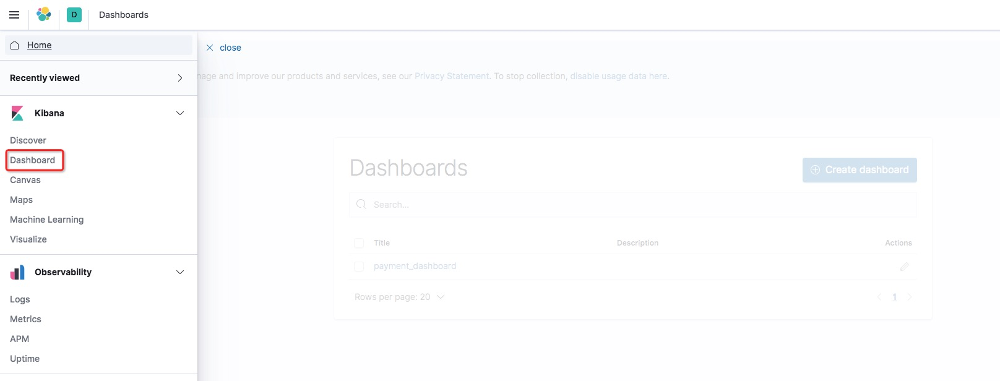 D Dashboards
Home
close
Recently viewed
nage and improve our products and services, see our Privacy Statement. To stop collection, disable usage data here.
Kibana
Discover
Dashboard
Canvas
Maps
Machine Learning
Visualize
Dashboards
Create dashboard
Search...
Title Description Actions
payment_dashboard
Rows per page: 20 1
Observability
Logs
Metrics
APM
Uptime